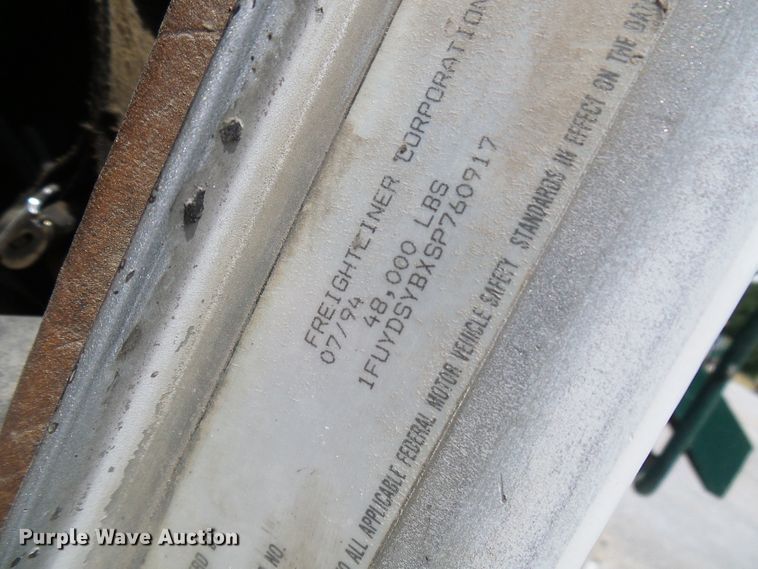 FREIGHTLINER CORPORATION
07/94 48,000 LBS
1FUYDSYBXSP760917
ALL APPLICABLE FEDERAL MOTOR VEHICLE SAFETY STANDARDS IN EFFECT ON THE DAT
NO.
Purple Wave Auction